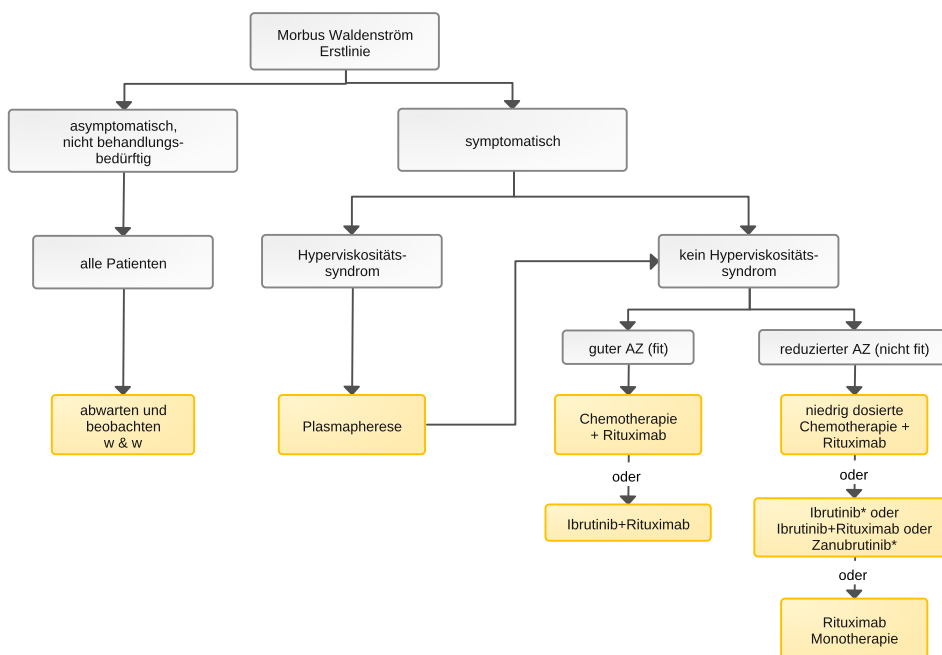 Morbus Waldenström
Erstlinie
asymptomatisch,
nicht behandlungs-
bedürftig
symptomatisch
alle Patienten
Hyperviskositäts-
syndrom
kein Hyperviskositäts-
syndrom
guter AZ (fit)
reduzierter AZ (nicht fit)
abwarten und
beobachten
w & w
Plasmapherese
Chemotherapie
+ Rituximab
niedrig dosierte
Chemotherapie +
Rituximab
oder
oder
Ibrutinib+Rituximab
Ibrutinib* oder
Ibrutinib+Rituximab oder
Zanubrutinib*
oder
Rituximab
Monotherapie